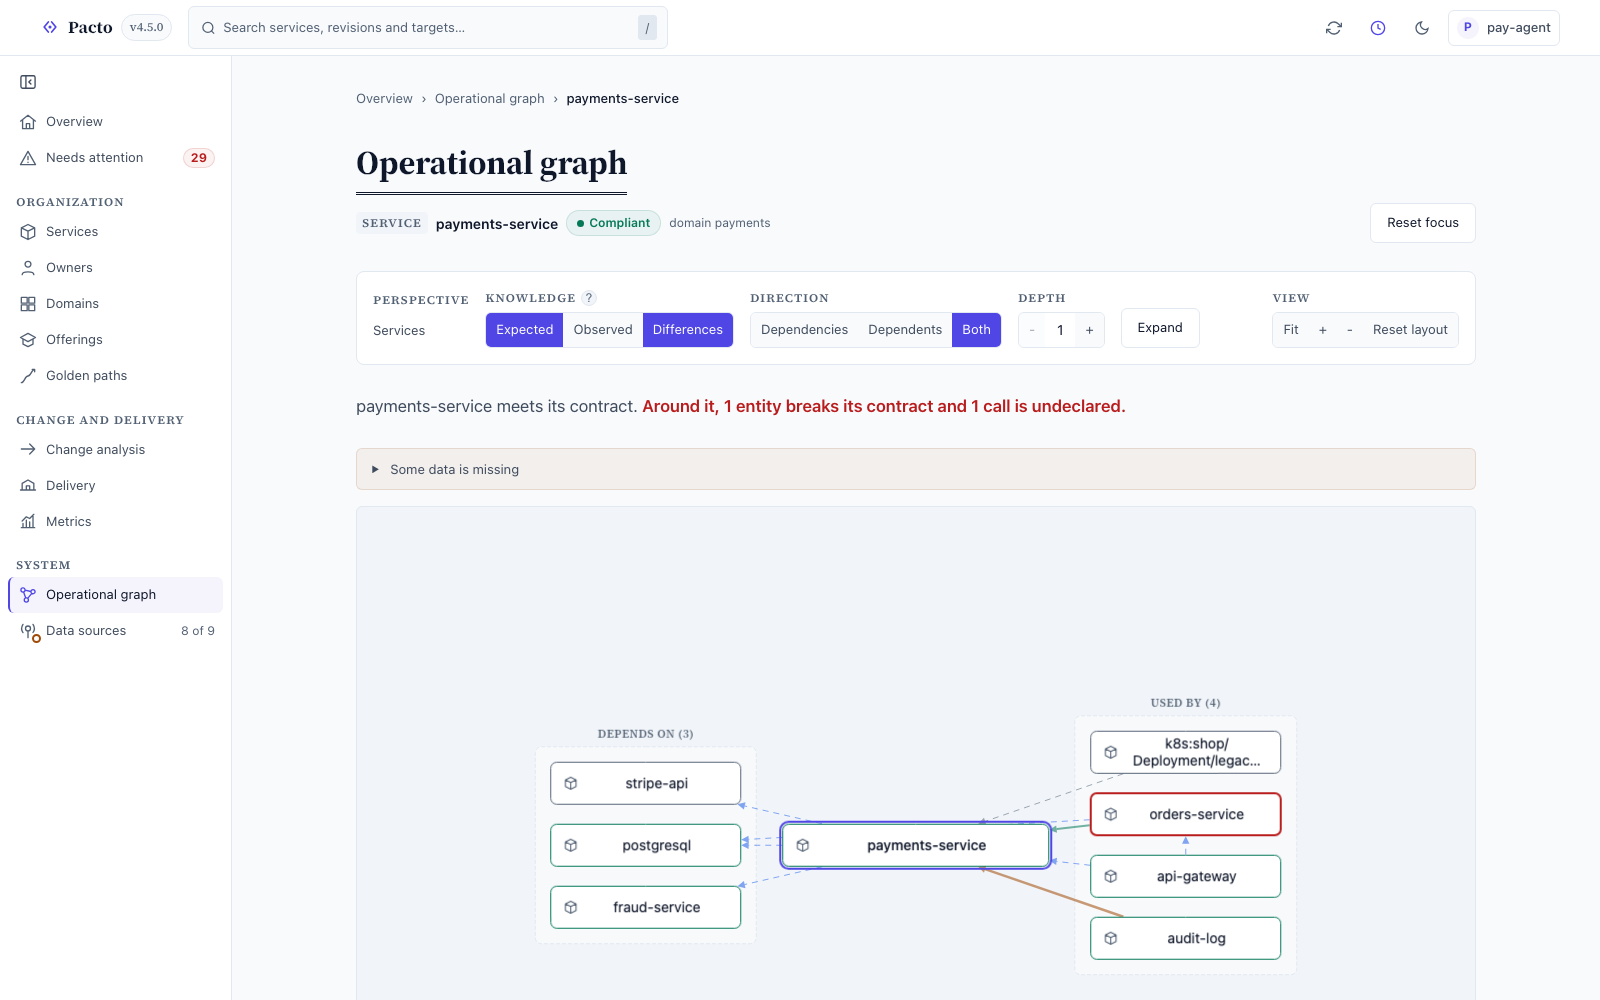 Pacto
v4.5.0
Search services, revisions and targets...
/
P
pay-agent
Overview
Needs attention
29
ORGANIZATION
Services
Owners
Domains
Offerings
Golden paths
CHANGE AND DELIVERY
Change analysis
Delivery
Metrics
SYSTEM
Operational graph
Data sources
8 of 9
Overview › Operational graph › payments-service
Operational graph
SERVICE payments-service Compliant domain payments
Reset focus
PERSPECTIVE
Services
KNOWLEDGE ?
Expected Observed Differences
DIRECTION
Dependencies Dependents Both
DEPTH
- 1 +
Expand
VIEW
Fit + - Reset layout
payments-service meets its contract. Around it, 1 entity breaks its contract and 1 call is undeclared.
Some data is missing
DEPENDS ON (3)
stripe-api
postgresql
fraud-service
payments-service
USED BY (4)
k8s:shop/
Deployment/legac...
orders-service
api-gateway
audit-log